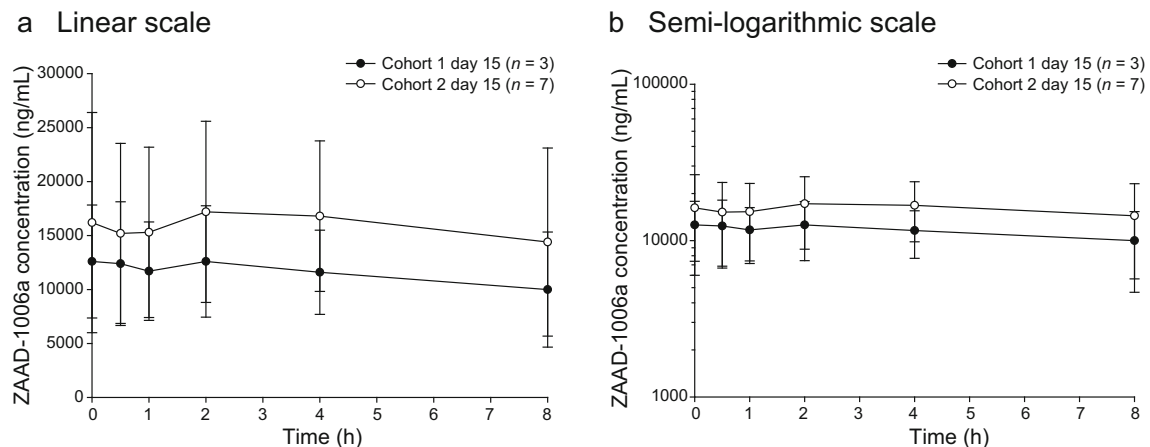 a Linear scale
Cohort 1 day 15 (n = 3)
Cohort 2 day 15 (n = 7)
ZAAD-1006a concentration (ng/mL)
30000
25000
20000
15000
10000
5000
0
0 1 2 3 4 5 6 7 8
Time (h)
b Semi-logarithmic scale
Cohort 1 day 15 (n = 3)
Cohort 2 day 15 (n = 7)
ZAAD-1006a concentration (ng/mL)
100000
10000
1000
0 1 2 3 4 5 6 7 8
Time (h)